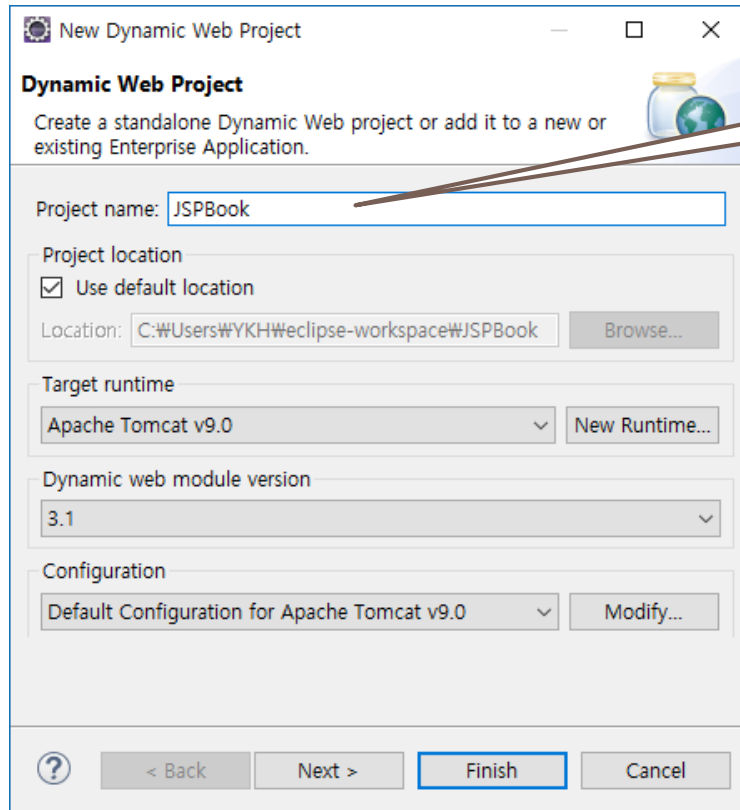 New Dynamic Web Project
Dynamic Web Project
Create a standalone Dynamic Web project or add it to a new or
existing Enterprise Application.
Project name: JSPBook
Project location
Use default location
Location: C:₩Users₩YKH₩eclipse-workspace₩JSPBook Browse...
Target runtime
Apache Tomcat v9.0 New Runtime...
Dynamic web module version
3.1
Configuration
Default Configuration for Apache Tomcat v9.0 Modify...
? < Back Next > Finish Cancel